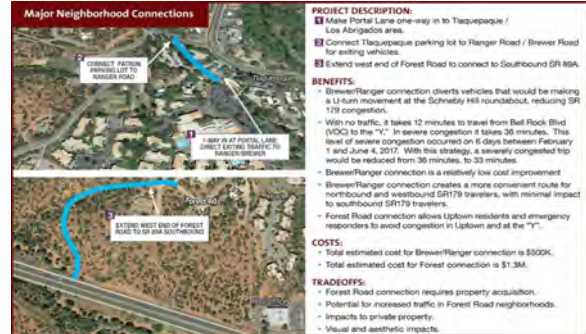 Major Neighborhood Connections
2
CONNECT PATRON
PARKING LOT TO
RANGER ROAD
Tlaquepaque
1
1-WAY IN AT PORTAL LANE
DIRECT EXITING TRAFFIC TO
RANGER/BREWER
Forest Rd
3
EXTEND WEST END OF FOREST
ROAD TO SR 89A SOUTHBOUND
PROJECT DESCRIPTION:
1 Make Portal Lane one-way in to Tlaquepaque /
Los Abrigados area.
2 Connect Tlaquepaque parking lot to Ranger Road / Brewer Road
for exiting vehicles.
3 Extend west end of Forest Road to connect to Southbound SR 89A.
BENEFITS:
• Brewer/Ranger connection diverts vehicles that would be making
a U-turn movement at the Schnebly Hill roundabout, reducing SR
179 congestion.
• With no traffic, it takes 12 minutes to travel from Bell Rock Blvd
(VOC) to the "Y." In severe congestion it takes 36 minutes. This
level of severe congestion occurred on 6 days between February
1 and June 4, 2017. With this strategy, a severely congested trip
would be reduced from 36 minutes, to 33 minutes.
• Brewer/Ranger connection is a relatively low cost improvement
• Brewer/Ranger connection creates a more convenient route for
northbound and westbound SR179 travelers, with minimal impact
to southbound SR179 travelers.
• Forest Road connection allows Uptown residents and emergency
responders to avoid congestion in Uptown and at the "Y".
COSTS:
• Total estimated cost for Brewer/Ranger connection is $500K.
• Total estimated cost for Forest connection is $1.3M.
TRADEOFFS:
• Forest Road connection requires property acquisition.
• Potential for increased traffic in Forest Road neighborhoods.
• Impacts to private property.
• Visual and aesthetic impacts.